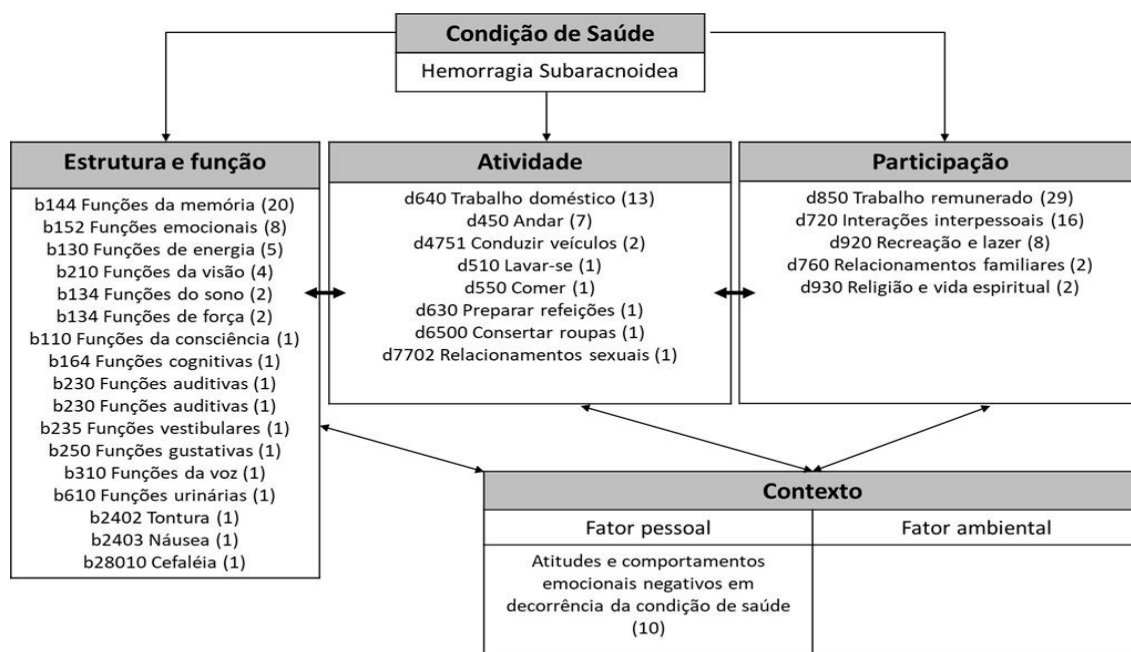 Condição de Saúde
Hemorragia Subaracnoidea
Estrutura e função
b144 Funções da memória (20)
b152 Funções emocionais (8)
b130 Funções de energia (5)
b210 Funções da visão (4)
b134 Funções do sono (2)
b134 Funções de força (2)
b110 Funções da consciência (1)
b164 Funções cognitivas (1)
b230 Funções auditivas (1)
b230 Funções auditivas (1)
b235 Funções vestibulares (1)
b250 Funções gustativas (1)
b310 Funções da voz (1)
b610 Funções urinárias (1)
b2402 Tontura (1)
b2403 Náusea (1)
b28010 Cefaléia (1)
Atividade
d640 Trabalho doméstico (13)
d450 Andar (7)
d4751 Conduzir veículos (2)
d510 Lavar-se (1)
d550 Comer (1)
d630 Preparar refeições (1)
d6500 Consertar roupas (1)
d7702 Relacionamentos sexuais (1)
Participação
d850 Trabalho remunerado (29)
d720 Interações interpessoais (16)
d920 Recreação e lazer (8)
d760 Relacionamentos familiares (2)
d930 Religião e vida espiritual (2)
Contexto
Fator pessoal
Atitudes e comportamentos
emocionais negativos em
decorrência da condição de saúde
(10)
Fator ambiental